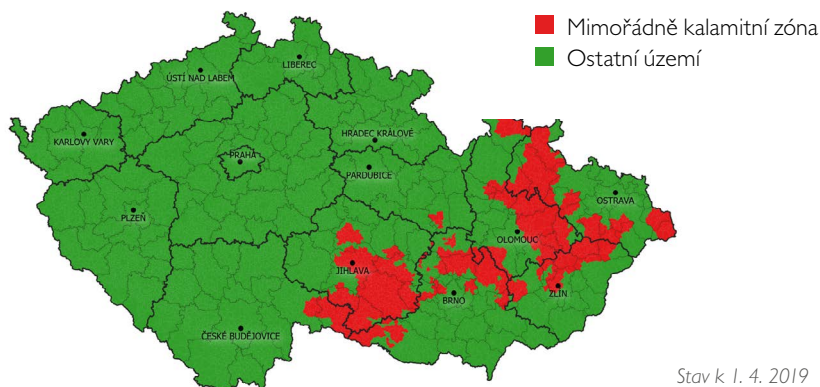 Mimořádně kalamitní zóna
Ostatní území
LIBEREC
ÚSTÍ NAD LABEM
KARLOVY VARY
HRADEC KRÁLOVÉ
PRAHA
PARDUBICE
PLZEŇ
OSTRAVA
OLOMOUC
JIHLAVA
ZLÍN
BRNO
ČESKÉ BUDĚJOVICE
Stav k 1. 4. 2019